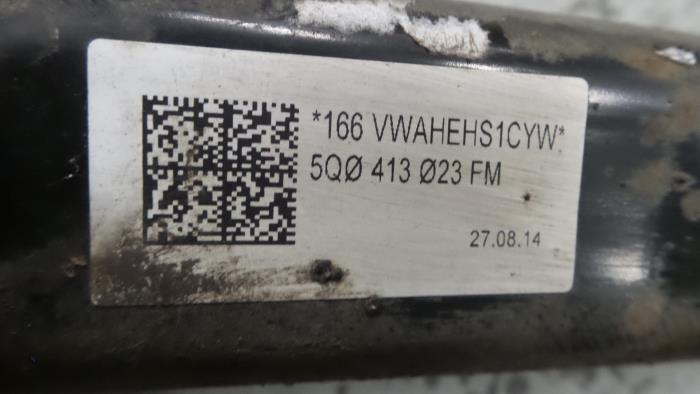 *166 VWAHEHS1CYW*
5QØ 413 Ø23 FM
27.08.14